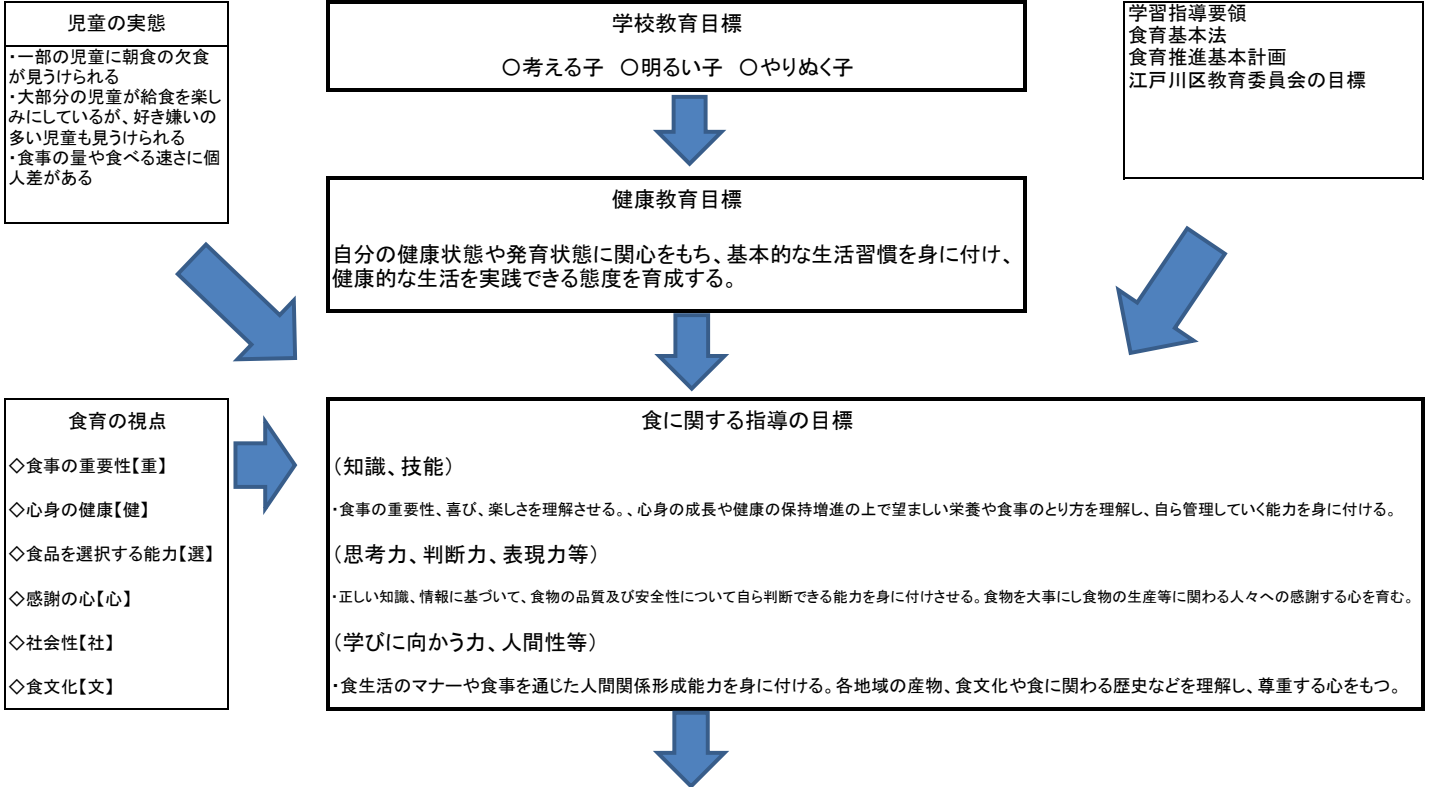 児童の実態
・一部の児童に朝食の欠食
が見うけられる
・大部分の児童が給食を楽し
みにしているが、好き嫌いの
多い児童も見うけられる
・食事の量や食べる速さに個
人差がある
学校教育目標
○考える子 ○明るい子 ○やりぬく子
学習指導要領
食育基本法
食育推進基本計画
江戸川区教育委員会の目標
健康教育目標
自分の健康状態や発育状態に関心をもち、基本的な生活習慣を身に付け、
健康的な生活を実践できる態度を育成する。
食育の視点
◇食事の重要性【重】
◇心身の健康【健】
◇食品を選択する能力【選】
◇感謝の心【心】
◇社会性【社】
◇食文化【文】
食に関する指導の目標
(知識、技能)
・食事の重要性、喜び、楽しさを理解させる。、心身の成長や健康の保持増進の上で望ましい栄養や食事のとり方を理解し、自ら管理していく能力を身に付ける。
(思考力、判断力、表現力等)
・正しい知識、情報に基づいて、食物の品質及び安全性について自ら判断できる能力を身に付けさせる。食物を大事にし食物の生産等に関わる人々への感謝する心を育む。
(学びに向かう力、人間性等)
・食生活のマナーや食事を通じた人間関係形成能力を身に付ける。各地域の産物、食文化や食に関わる歴史などを理解し、尊重する心をもつ。